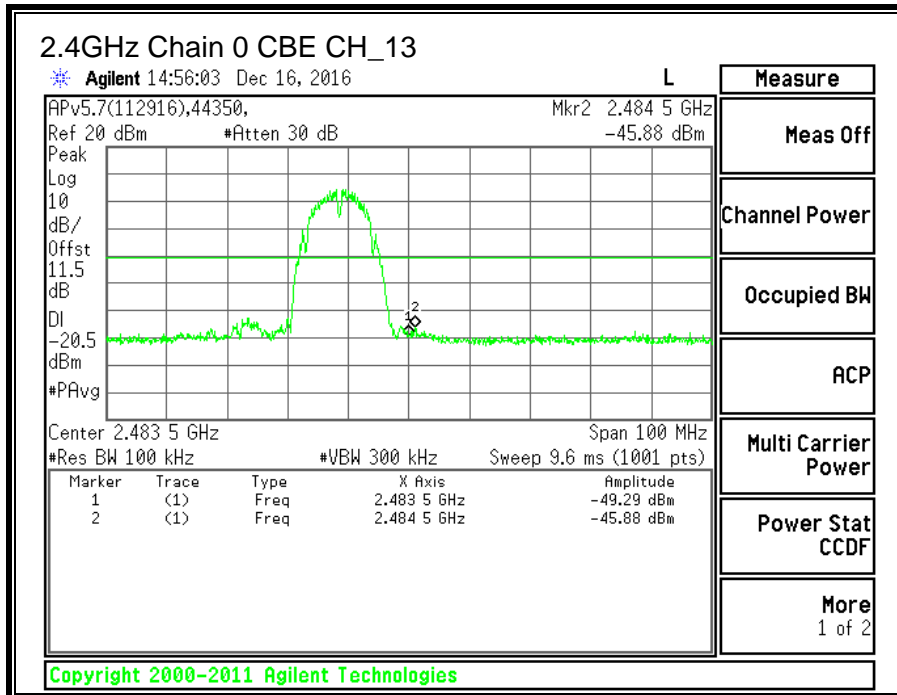 2.4GHz Chain 0 CBE CH_13
Agilent 14:56:03 Dec 16, 2016 L Measure
APv5.7(112916),44350, Mkr2 2.484 5 GHz
Ref 20 dBm #Atten 30 dB -45.88 dBm
Meas Off
Peak
Log
10
dB/
Offst
11.5
dB
DI
-20.5
dBm
#PAvg
1
2
Channel Power
Occupied BW
ACP
Center 2.483 5 GHz Span 100 MHz
#Res BW 100 kHz #VBW 300 kHz Sweep 9.6 ms (1001 pts)
Multi Carrier
Power
Marker Trace Type X Axis Amplitude
1 (1) Freq 2.483 5 GHz -49.29 dBm
2 (1) Freq 2.484 5 GHz -45.88 dBm
Power Stat
CCDF
More
1 of 2
Copyright 2000-2011 Agilent Technologies